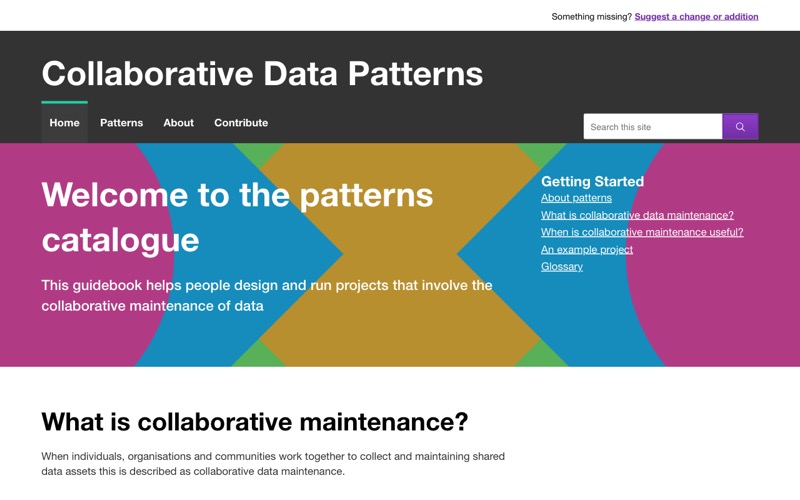 Something missing? Suggest a change or addition
Collaborative Data Patterns
Home Patterns About Contribute
Search this site
Welcome to the patterns
catalogue
This guidebook helps people design and run projects that involve the
collaborative maintenance of data
Getting Started
About patterns
What is collaborative data maintenance?
When is collaborative maintenance useful?
An example project
Glossary
What is collaborative maintenance?
When individuals, organisations and communities work together to collect and maintaining shared
data assets this is described as collaborative data maintenance.